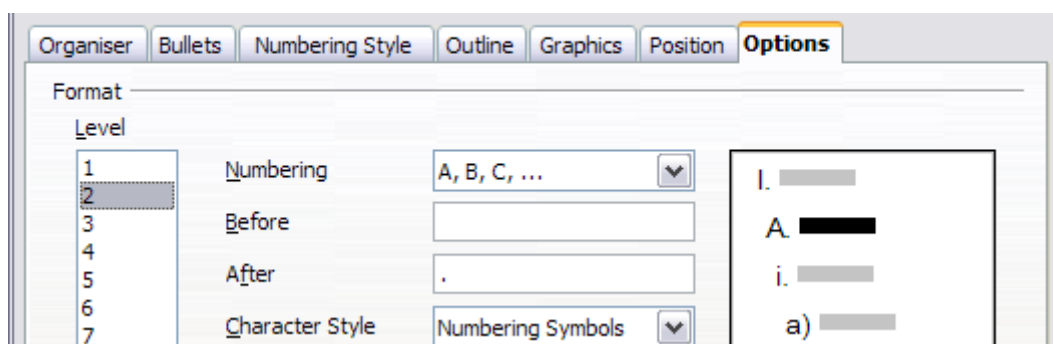 Organiser Bullets Numbering Style Outline Graphics Position Options
Format
Level
1
2
3
4
5
6
7
Numbering A, B, C, ...
Before
After .
Character Style Numbering Symbols
I.
A.
i.
a)